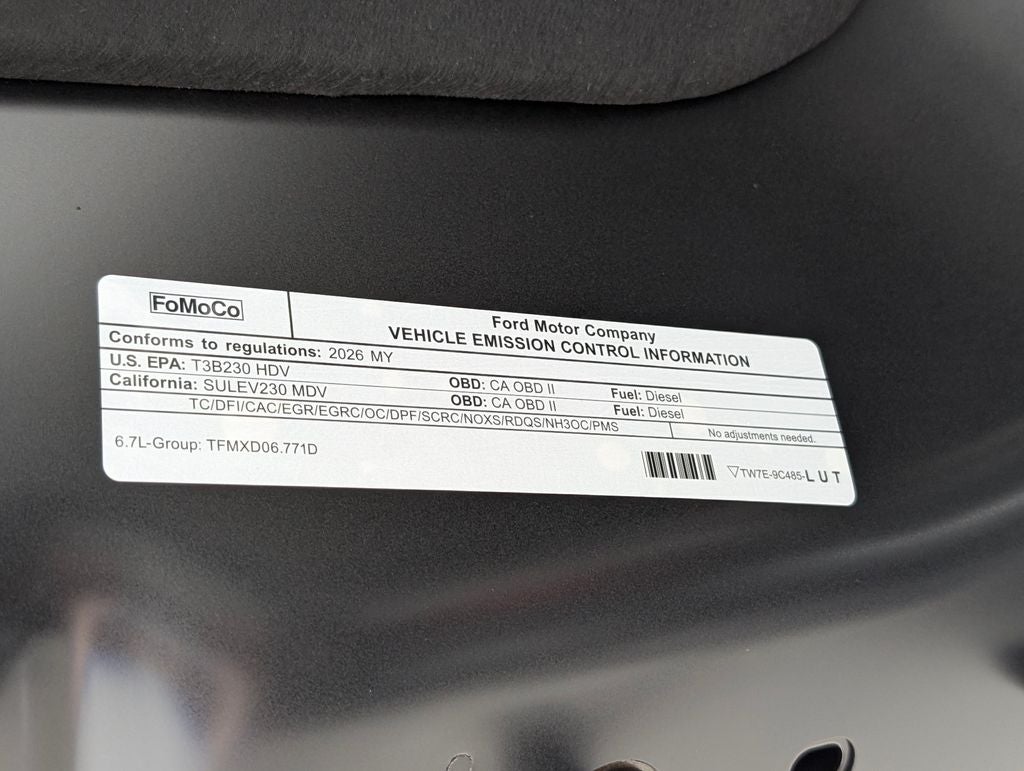 FoMoCo
Ford Motor Company
VEHICLE EMISSION CONTROL INFORMATION
Conforms to regulations: 2026 MY
U.S. EPA: T3B230 HDV OBD: CA OBD II Fuel: Diesel
California: SULEV230 MDV OBD: CA OBD II Fuel: Diesel
TC/DFI/CAC/EGR/EGRC/OC/DPF/SCRC/NOXS/RDQS/NH3OC/PMS
No adjustments needed.
6.7L-Group: TFMXD06.771D
▽TW7E-9C485-L U T